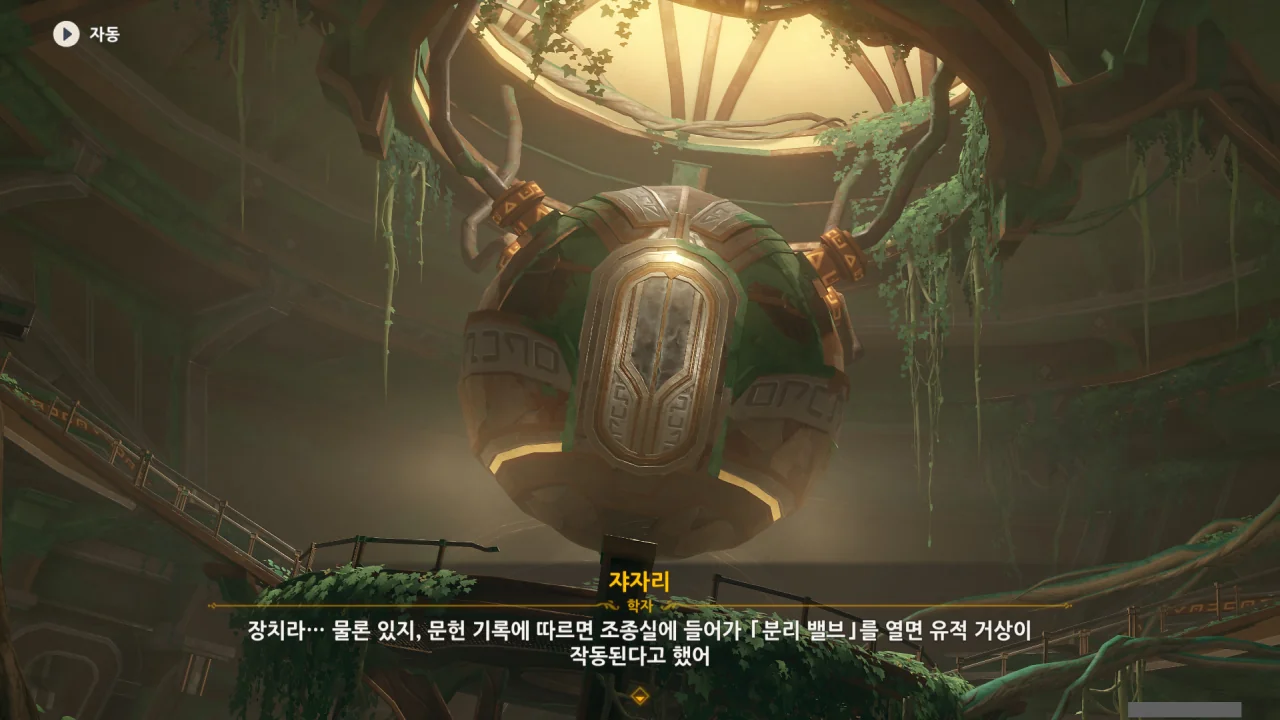 자동
쟈자리
학자
장치라… 물론 있지, 문헌 기록에 따르면 조종실에 들어가 「분리 밸브」를 열면 유적 거상이
작동된다고 했어